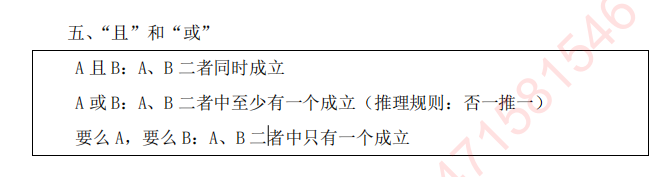 五、“且”和“或”
A 且 B：A、B 二者同时成立
A 或 B：A、B 二者中至少有一个成立（推理规则：否一推一）
要么 A，要么 B：A、B 二者中只有一个成立
471581546